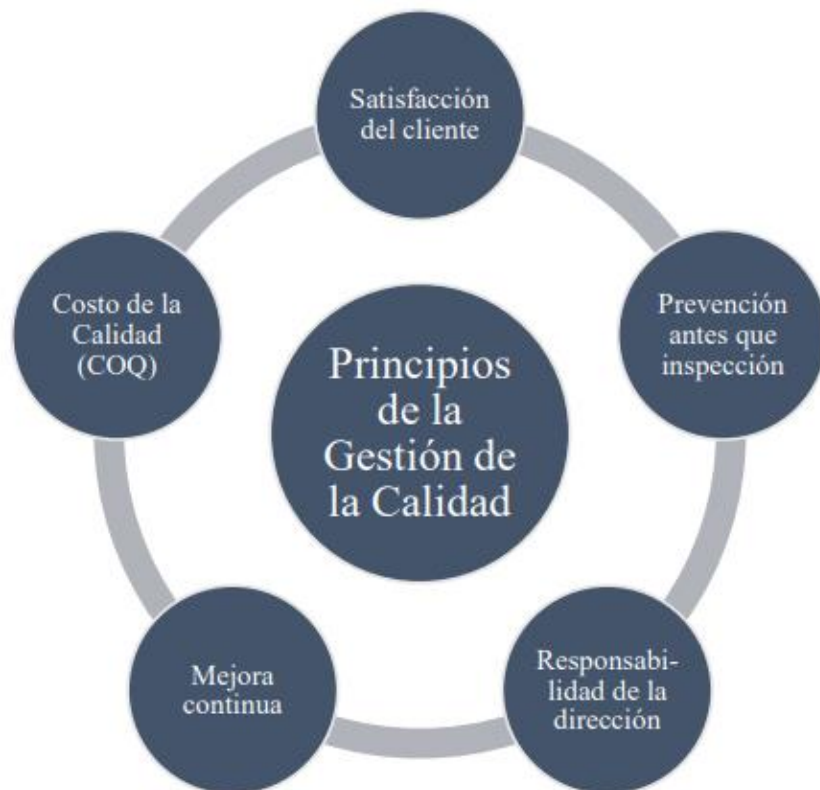 Satisfacción
del cliente
Prevención
antes que
inspección
Responsabi-
lidad de la
dirección
Mejora
continua
Costo de la
Calidad
(COQ)
Principios
de la
Gestión de
la Calidad